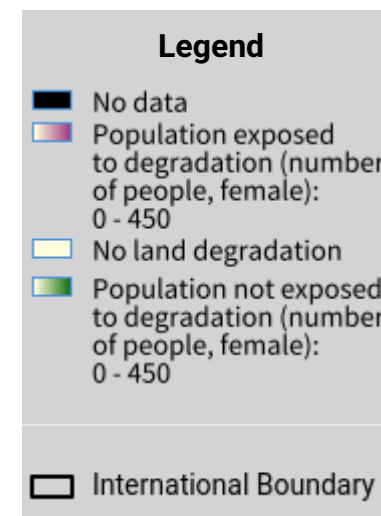 Legend
No data
Population exposed
to degradation (number
of people, female):
0 - 450
No land degradation
Population not exposed
to degradation (number
of people, female):
0 - 450
International Boundary